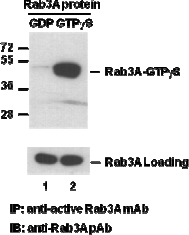 Rab3A protein
GDP GTPγS
72
55
36
28
Rab3A-GTPγS
Rab3A Loading
1 2
IP: anti-active Rab3A mAb
IB: anti-Rab3A pAb